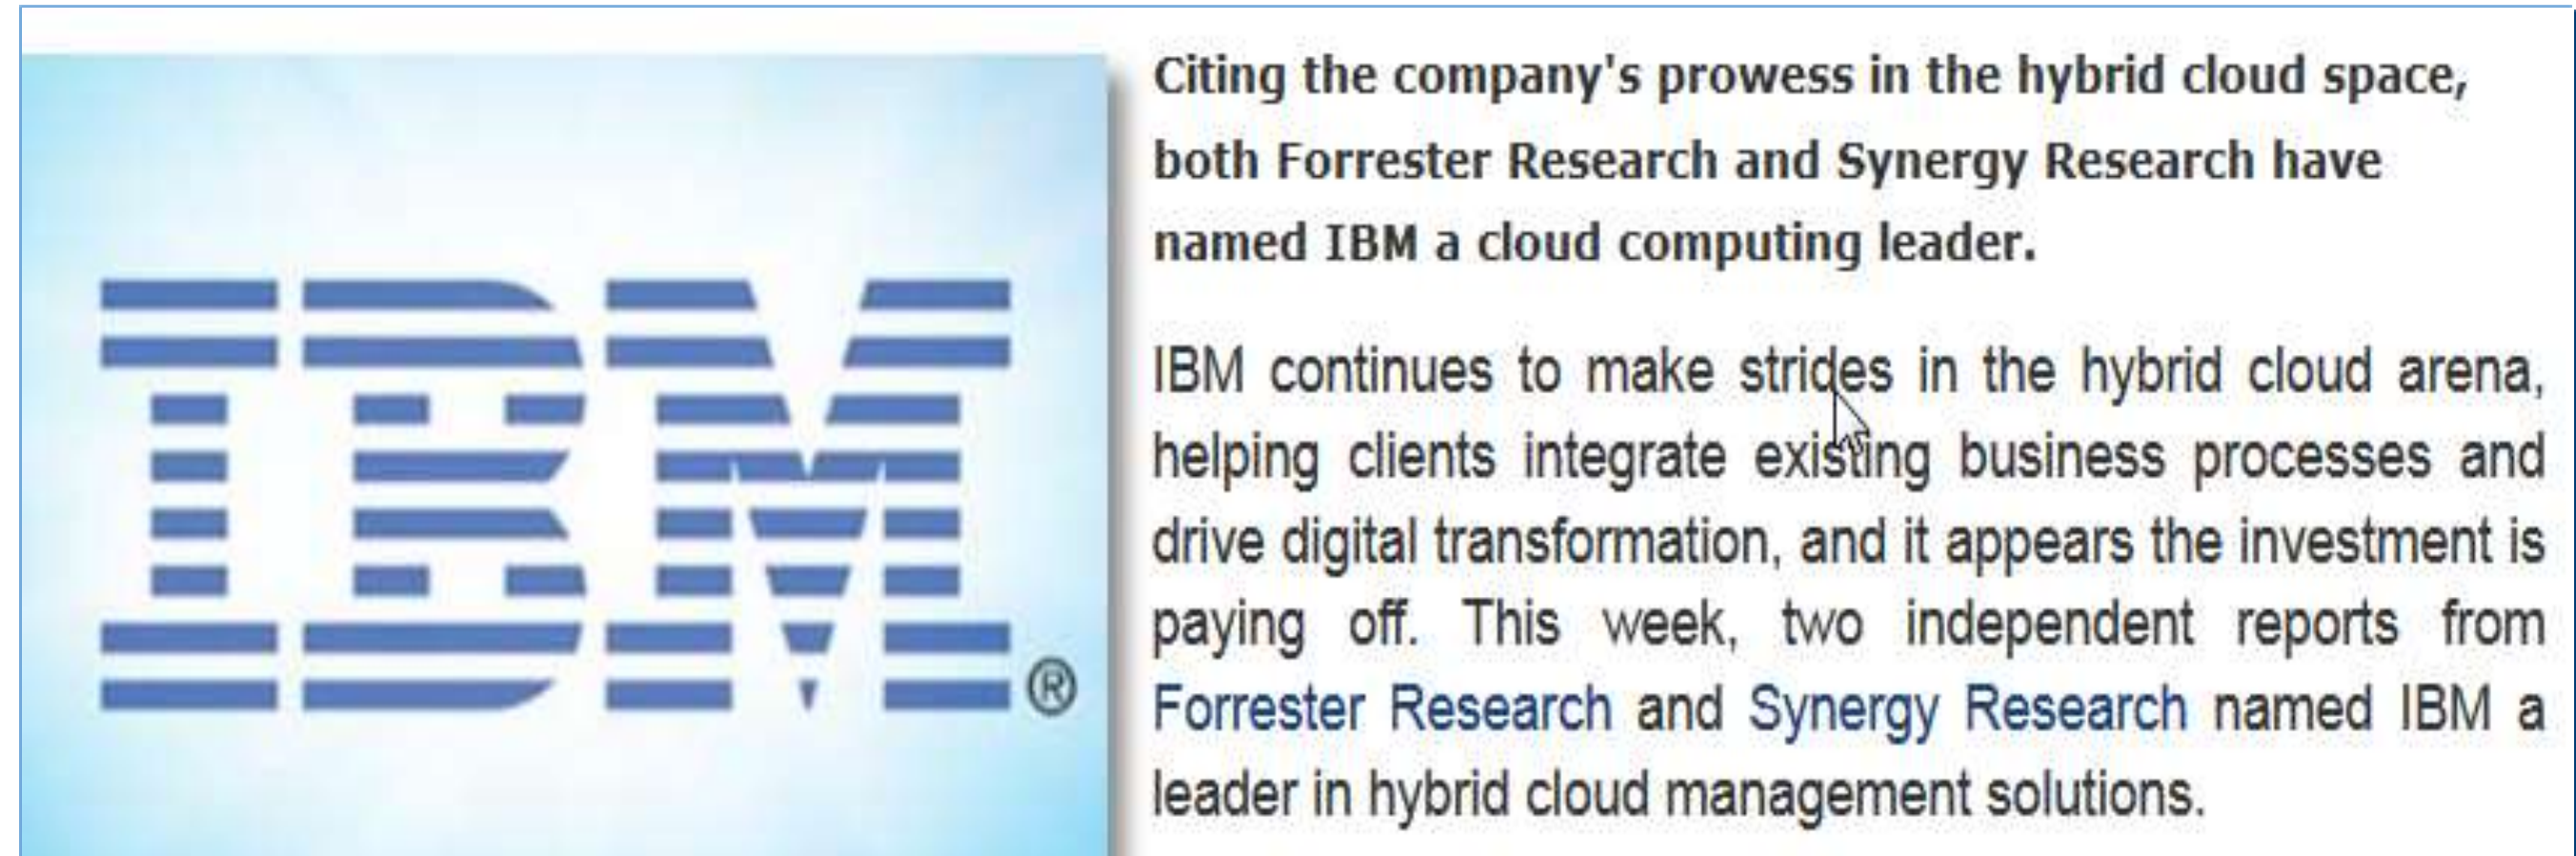 IBM®
Citing the company's prowess in the hybrid cloud space,
both Forrester Research and Synergy Research have
named IBM a cloud computing leader.
IBM continues to make strides in the hybrid cloud arena,
helping clients integrate existing business processes and
drive digital transformation, and it appears the investment is
paying off. This week, two independent reports from
Forrester Research and Synergy Research named IBM a
leader in hybrid cloud management solutions.